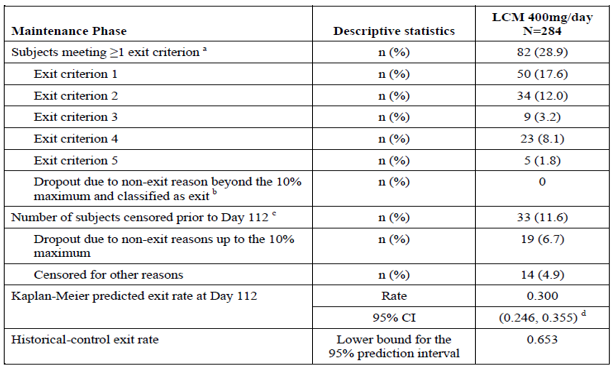 Maintenance Phase Descriptive statistics LCM 400mg/day
N=284
Subjects meeting ≥1 exit criterion a n (%) 82 (28.9)
Exit criterion 1 n (%) 50 (17.6)
Exit criterion 2 n (%) 34 (12.0)
Exit criterion 3 n (%) 9 (3.2)
Exit criterion 4 n (%) 23 (8.1)
Exit criterion 5 n (%) 5 (1.8)
Dropout due to non-exit reason beyond the 10% n (%) 0
maximum and classified as exit b
Number of subjects censored prior to Day 112 c n (%) 33 (11.6)
Dropout due to non-exit reasons up to the 10% n (%) 19 (6.7)
maximum
Censored for other reasons n (%) 14 (4.9)
Kaplan-Meier predicted exit rate at Day 112 Rate 0.300
95% CI (0.246, 0.355) d
Historical-control exit rate Lower bound for the 0.653
95% prediction interval